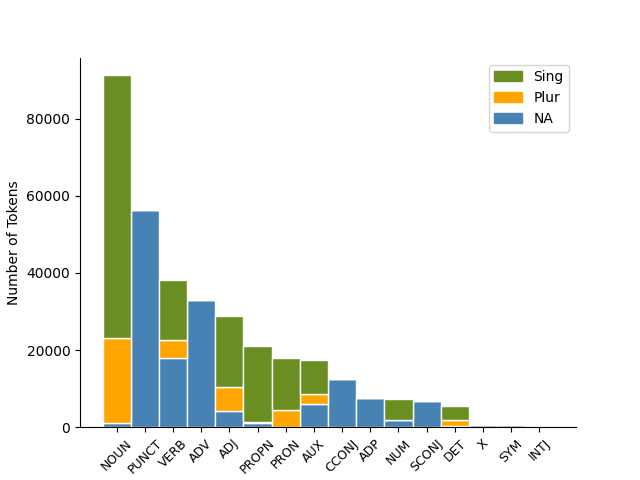 Sing
Plur
NA
80000
60000
40000
20000
0
Number of Tokens
NOUN
PUNCT
VERB
ADV
ADJ
PROPN
PRON
AUX
CCONJ
ADP
NUM
SCONJ
DET
X
SYM
INTJ